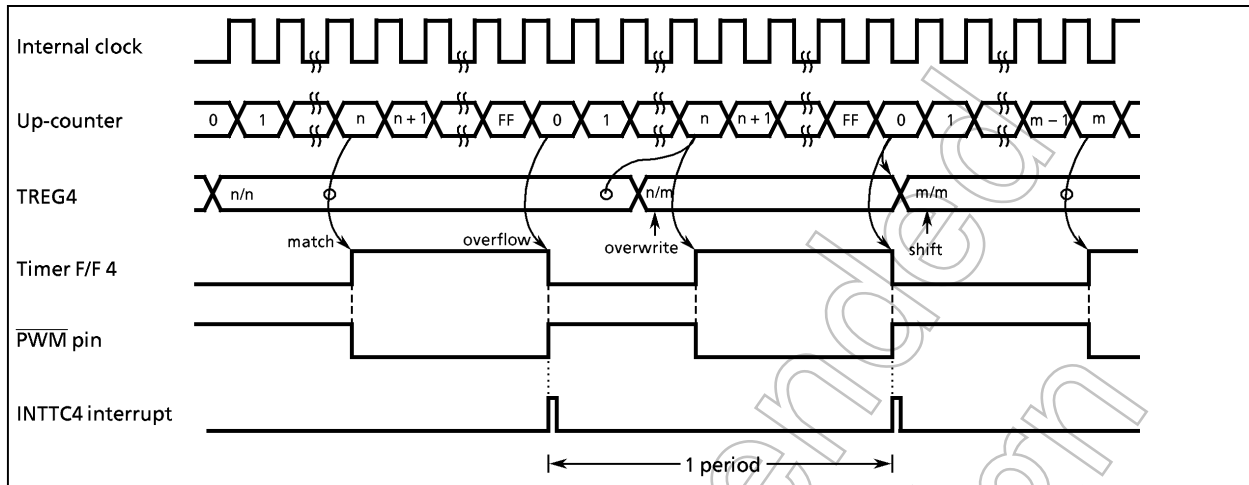 Internal clock
Up-counter
0 1 n n + 1 FF 0 1 n n + 1 FF 0 1 m − 1 m
TREG4
n/n n/m m/m
match overflow overwrite shift
Timer F/F 4
PWM pin
INTTC4 interrupt
1 period